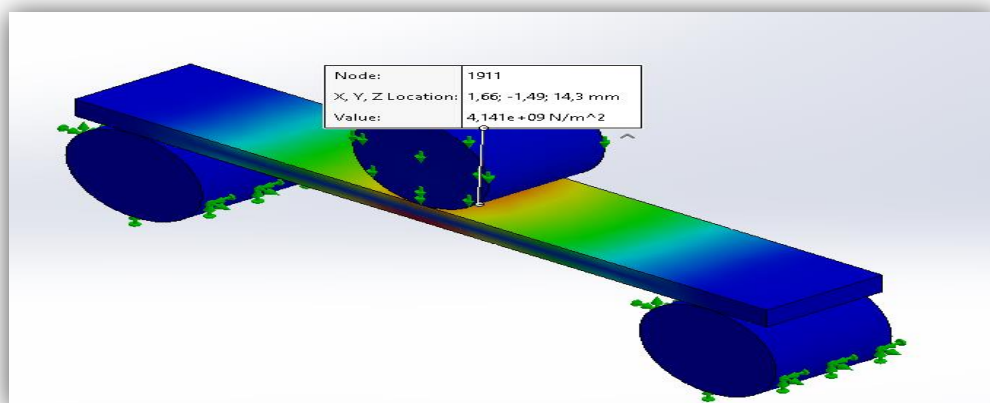 Node: 1911
X, Y, Z Location: 1,66; -1,49; 14,3 mm
Value: 4,141e+09 N/m^2